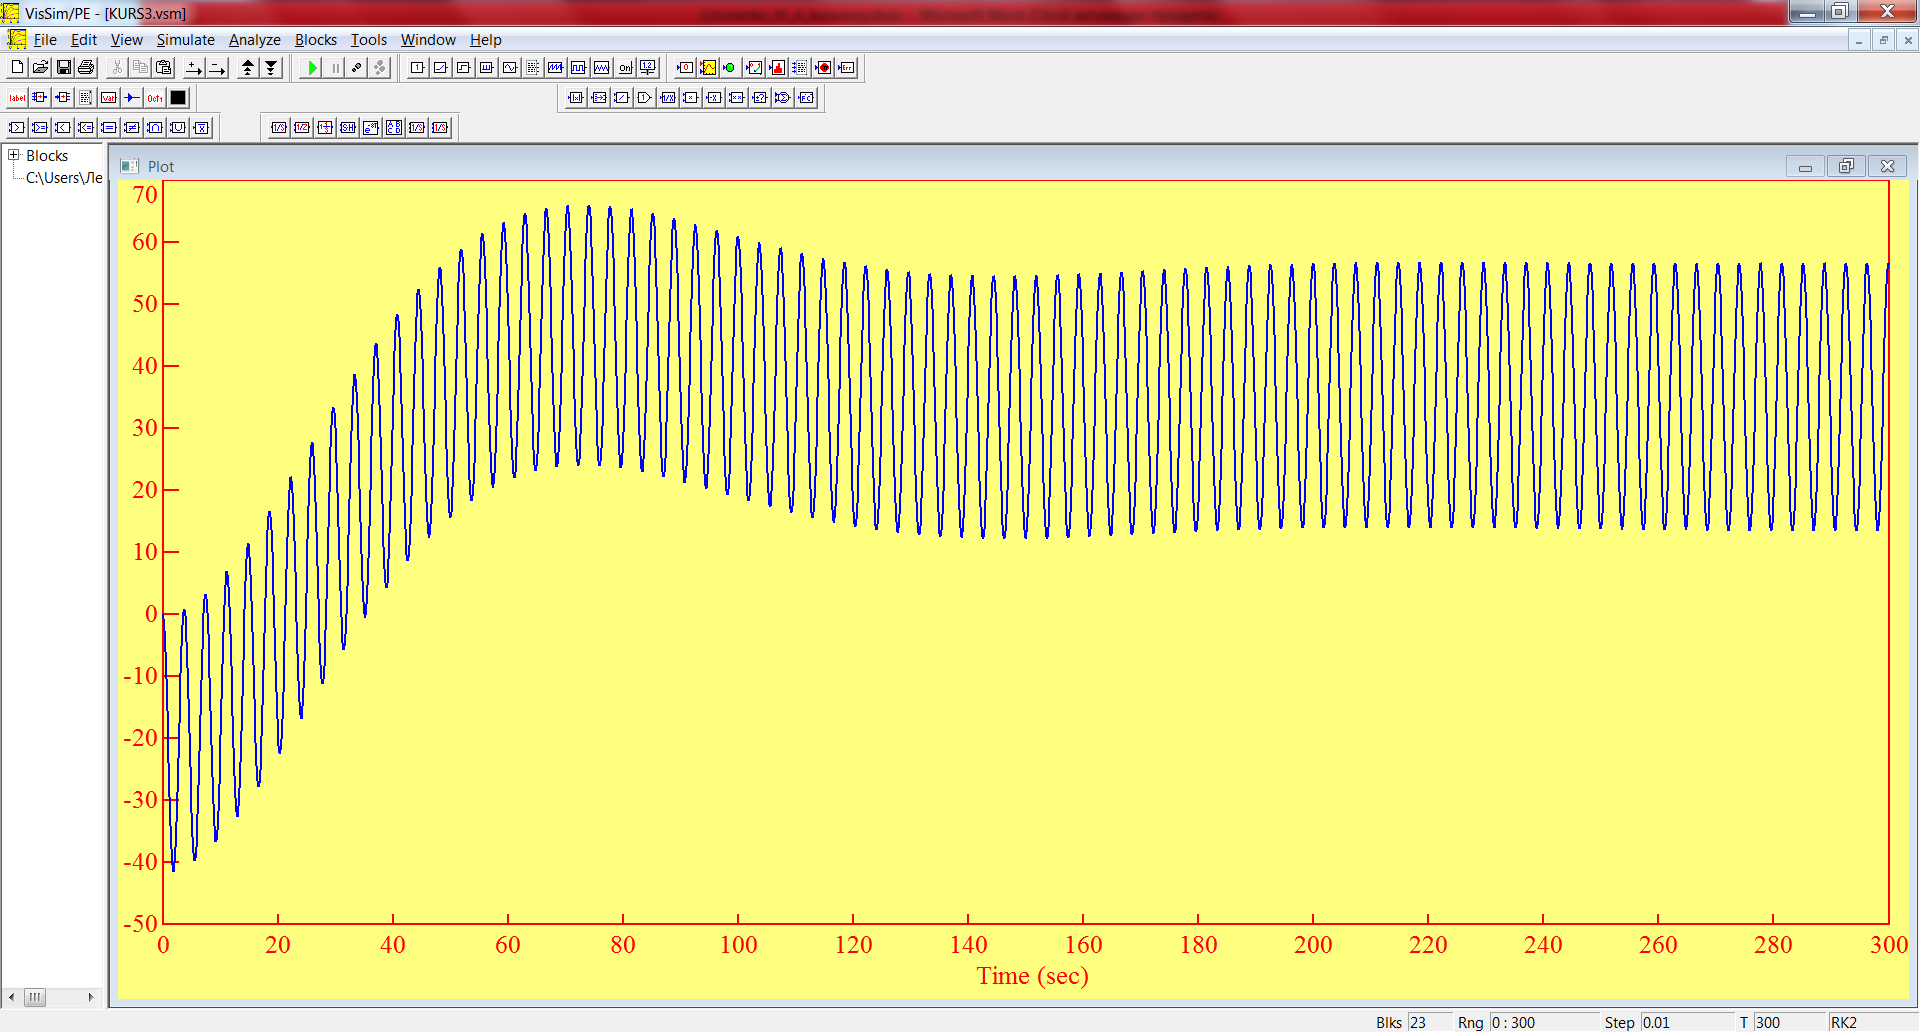 VisSim/PE - [KURS3.vsm]
File Edit View Simulate Analyze Blocks Tools Window Help
Blocks
C:\Users\Ле
Plot
70
60
50
40
30
20
10
0
-10
-20
-30
-40
-50
0 20 40 60 80 100 120 140 160 180 200 220 240 260 280 300
Time (sec)
Blks 23 Rng 0 : 300 Step 0.01 T 300 RK2